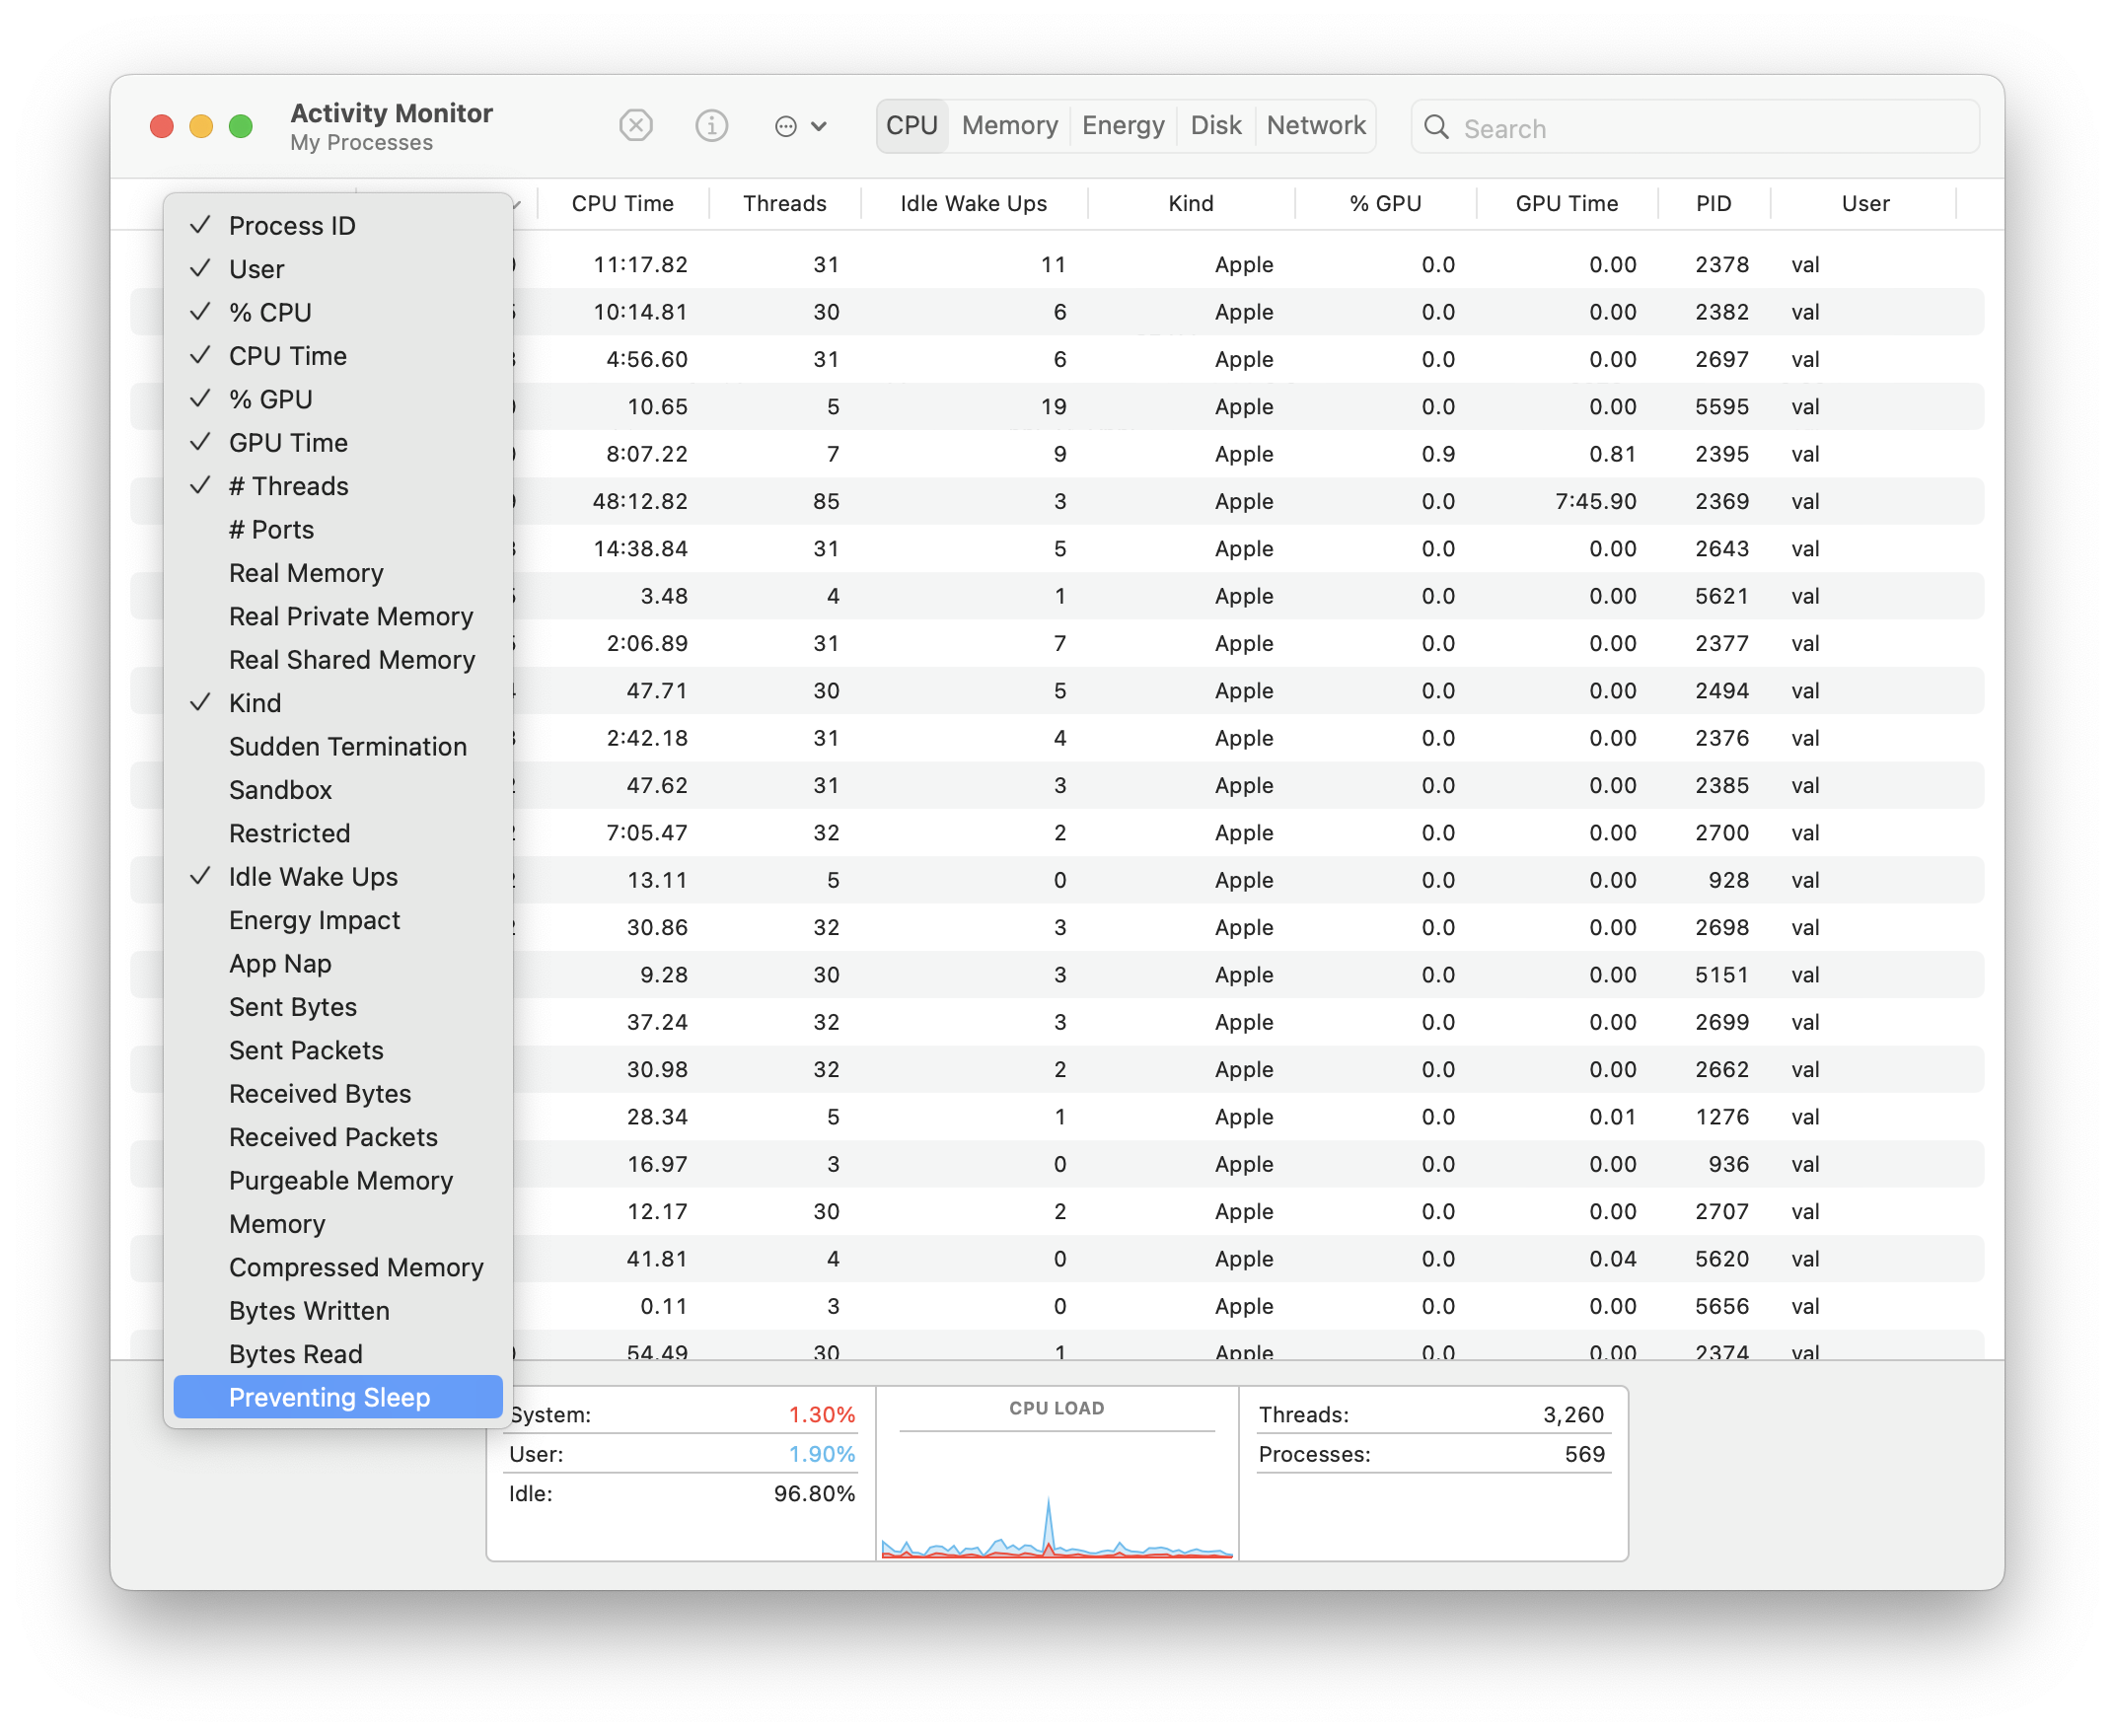 Activity Monitor
My Processes
CPU Memory Energy Disk Network
Search
CPU Time Threads Idle Wake Ups Kind % GPU GPU Time PID User
✓ Process ID
✓ User
✓ % CPU
✓ CPU Time
✓ % GPU
✓ GPU Time
✓ # Threads
# Ports
Real Memory
Real Private Memory
Real Shared Memory
✓ Kind
Sudden Termination
Sandbox
Restricted
✓ Idle Wake Ups
Energy Impact
App Nap
Sent Bytes
Sent Packets
Received Bytes
Received Packets
Purgeable Memory
Memory
Compressed Memory
Bytes Written
Bytes Read
Preventing Sleep
11:17.82 31 11 Apple 0.0 0.00 2378 val
10:14.81 30 6 Apple 0.0 0.00 2382 val
4:56.60 31 6 Apple 0.0 0.00 2697 val
10.65 5 19 Apple 0.0 0.00 5595 val
8:07.22 7 9 Apple 0.9 0.81 2395 val
48:12.82 85 3 Apple 0.0 7:45.90 2369 val
14:38.84 31 5 Apple 0.0 0.00 2643 val
3.48 4 1 Apple 0.0 0.00 5621 val
2:06.89 31 7 Apple 0.0 0.00 2377 val
47.71 30 5 Apple 0.0 0.00 2494 val
2:42.18 31 4 Apple 0.0 0.00 2376 val
47.62 31 3 Apple 0.0 0.00 2385 val
7:05.47 32 2 Apple 0.0 0.00 2700 val
13.11 5 0 Apple 0.0 0.00 928 val
30.86 32 3 Apple 0.0 0.00 2698 val
9.28 30 3 Apple 0.0 0.00 5151 val
37.24 32 3 Apple 0.0 0.00 2699 val
30.98 32 2 Apple 0.0 0.00 2662 val
28.34 5 1 Apple 0.0 0.01 1276 val
16.97 3 0 Apple 0.0 0.00 936 val
12.17 30 2 Apple 0.0 0.00 2707 val
41.81 4 0 Apple 0.0 0.04 5620 val
0.11 3 0 Apple 0.0 0.00 5656 val
54.49 30 1 Apple 0.0 0.00 2374 val
System: 1.30%
User: 1.90%
Idle: 96.80%
CPU LOAD
Threads: 3,260
Processes: 569